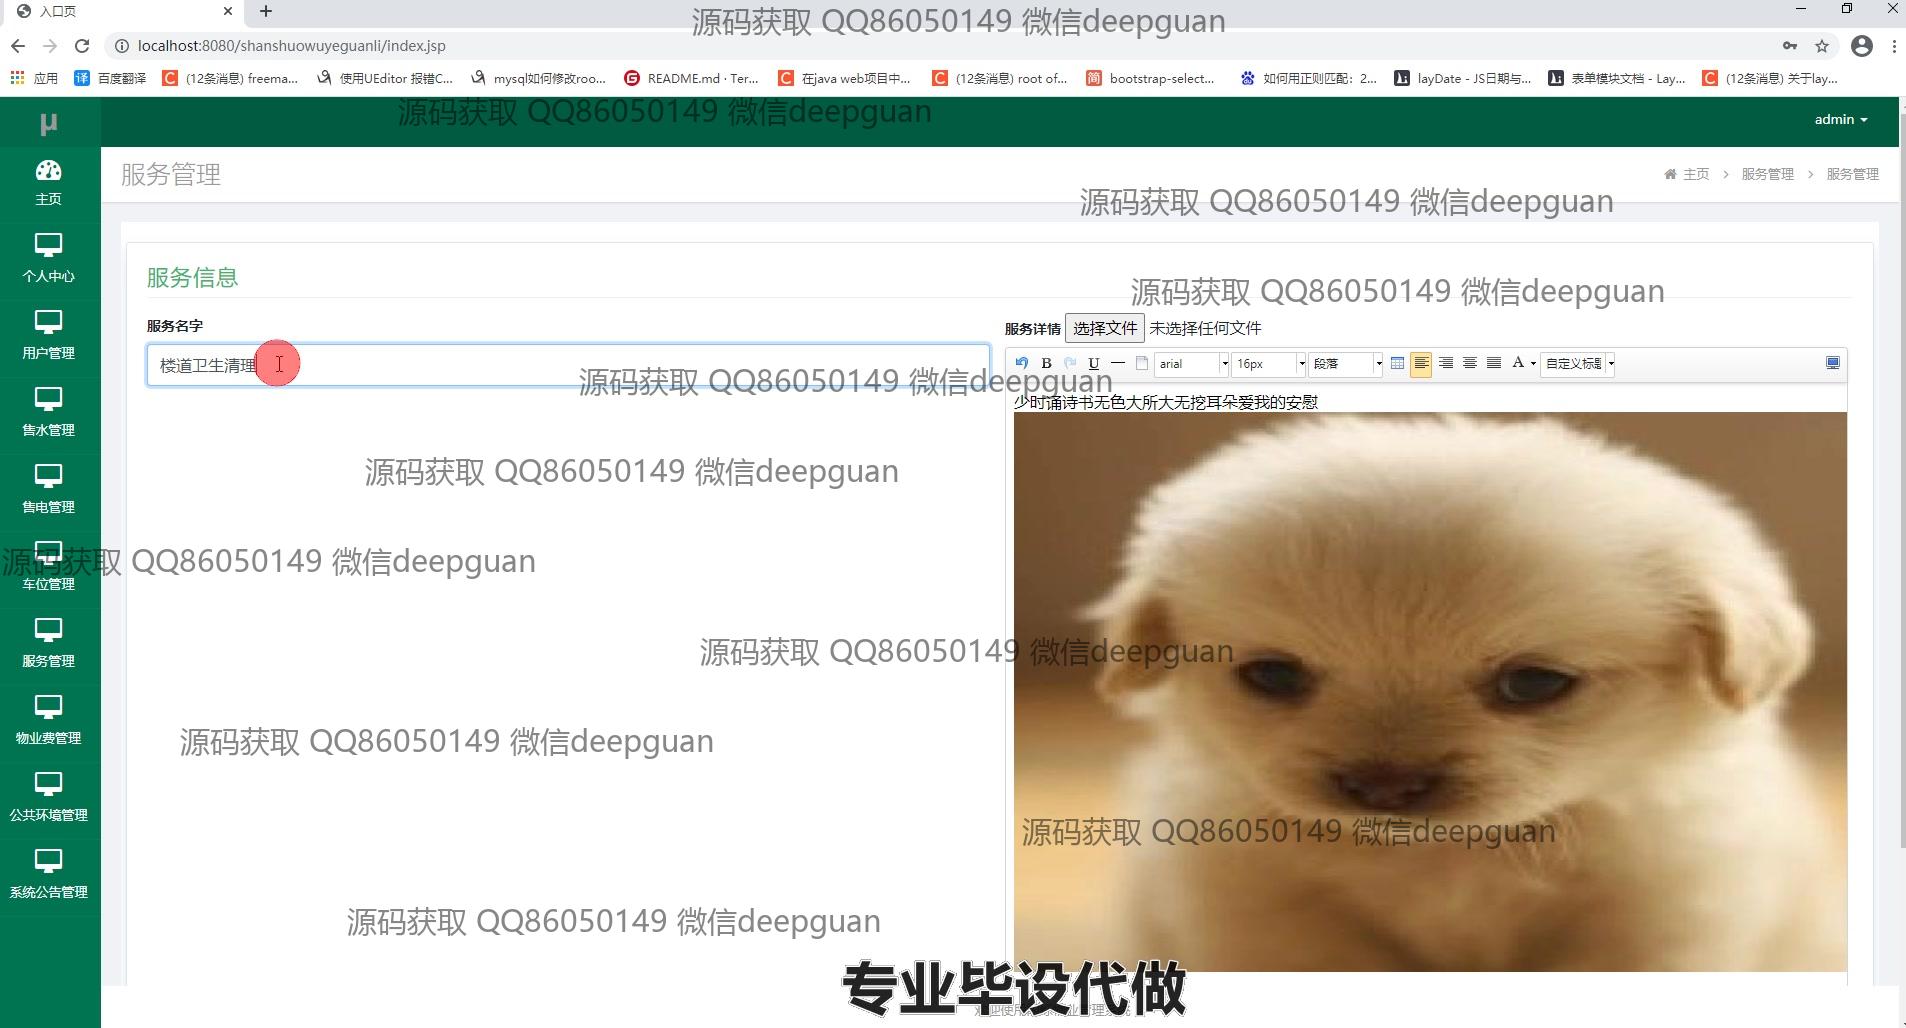 入口页
源码获取 QQ86050149 微信deepguan
localhost:8080/shanshuowuyeguanli/index.jsp
应用
百度翻译
(12条消息) freema...
使用UEditor 报错C...
mysql如何修改roo...
README.md · Ter...
在java web项目中...
(12条消息) root of...
bootstrap-select...
如何用正则匹配：2...
layDate - JS日期与...
表单模块文档 - Lay...
(12条消息) 关于lay...
源码获取 QQ86050149 微信deepguan
μ
admin
服务管理
主页 > 服务管理 > 服务管理
源码获取 QQ86050149 微信deepguan
主页
个人中心
用户管理
售水管理
售电管理
车位管理
服务管理
物业费管理
公共环境管理
系统公告管理
服务信息
源码获取 QQ86050149 微信deepguan
服务名字
楼道卫生清理
服务详情 选择文件 未选择任何文件
B U arial 16px 段落 A 自定义标题
源码获取 QQ86050149 微信deepguan
少时诵诗书无色大所大无挖耳朵爱我的安慰
源码获取 QQ86050149 微信deepguan
源码获取 QQ86050149 微信deepguan
源码获取 QQ86050149 微信deepguan
源码获取 QQ86050149 微信deepguan
源码获取 QQ86050149 微信deepguan
源码获取 QQ86050149 微信deepguan
专业毕设代做